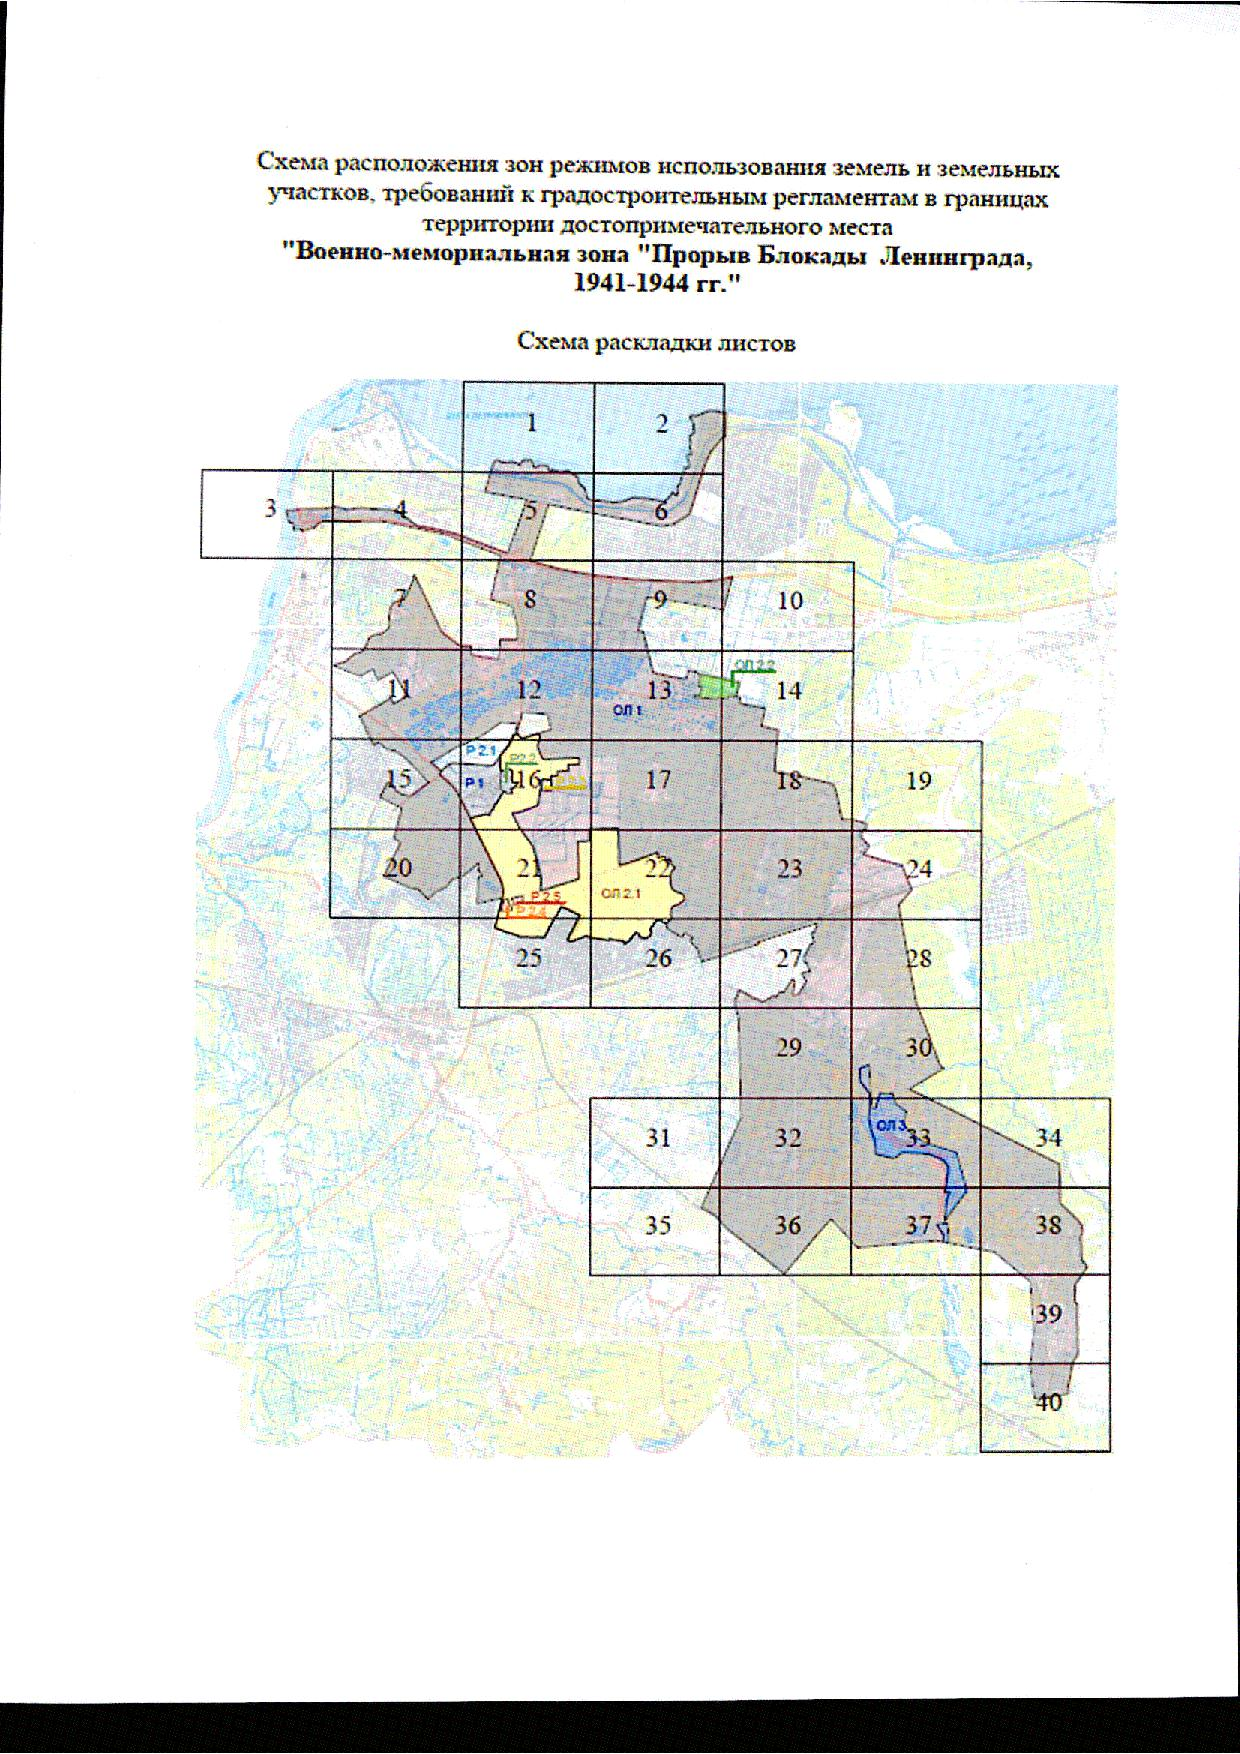 Схема расположения зон режимов использования земель и земельных
участков, требований к градостроительным регламентам в границах
территории достопримечательного места
"Военно-мемориальная зона "Прорыв Блокады Ленинграда,
1941-1944 гг."
Схема раскладки листов
1
2
3
4
5
6
7
8
9
10
ОЛ 2.2
11
12
13
14
ОЛ 1
Р 2.1
Р 2.2
15
Р 1
16
17
18
19
20
21
22
23
24
ОЛ 2.1
Р 2.5
Р 2.4
25
26
27
28
29
30
31
32
ОЛ 3
33
34
35
36
37
38
39
40